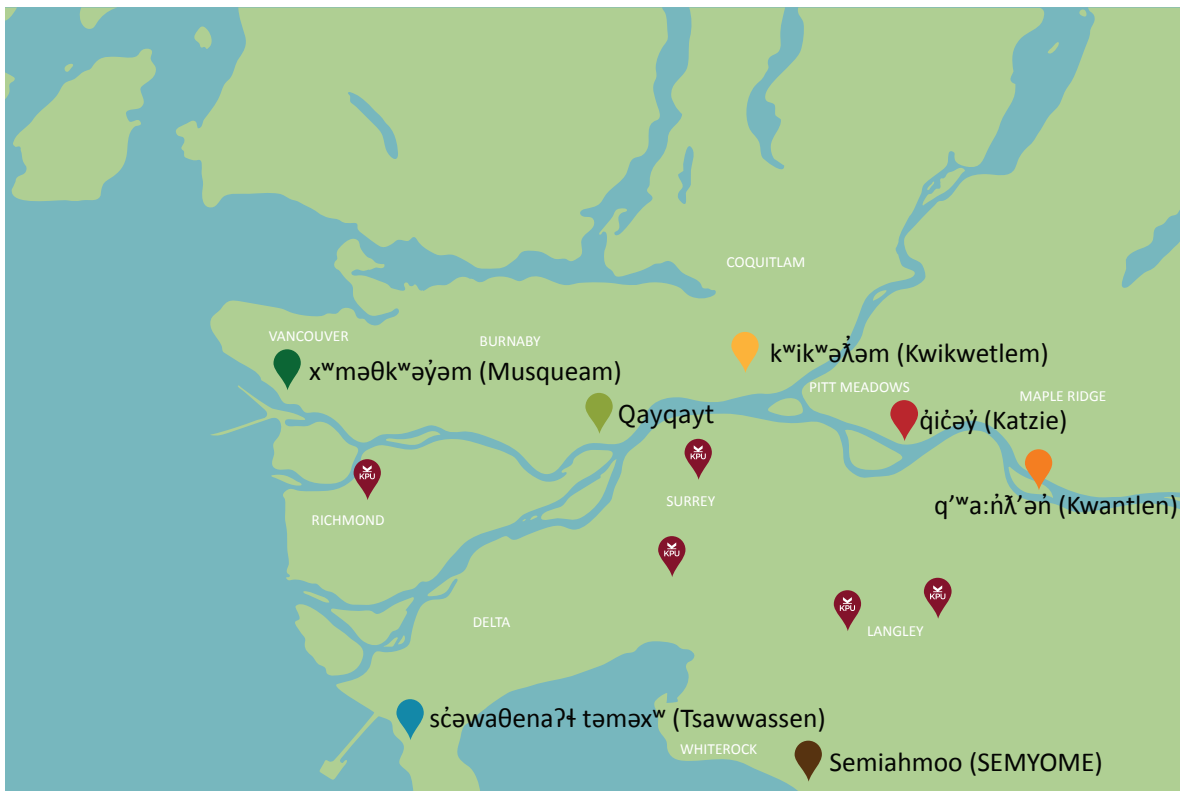 COQUITLAM
VANCOUVER
BURNABY
kʷikʷəƛ̓əm (Kwikwetlem)
xʷməθkʷəy̓əm (Musqueam)
PITT MEADOWS
MAPLE RIDGE
Qayqayt
q̓ic̓əy̓ (Katzie)
KPU
KPU
SURREY
q’ʷa:n̓ƛ’ən̓ (Kwantlen)
RICHMOND
KPU
KPU
KPU
DELTA
LANGLEY
sc̓əwaθenaʔɬ təməxʷ (Tsawwassen)
WHITEROCK
Semiahmoo (SEMYOME)